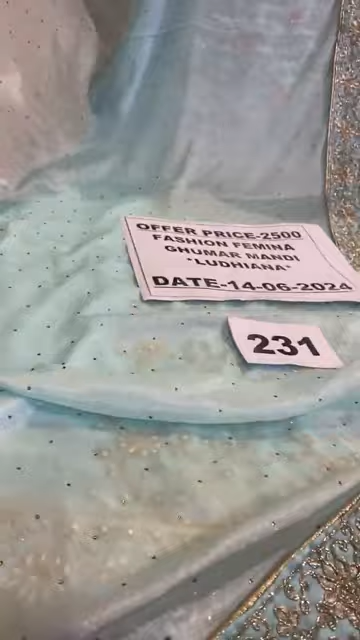 OFFER PRICE-2500
FASHION FEMINA
GHUMAR MANDI
"LUDHIANA"
DATE-14-06-2024
231